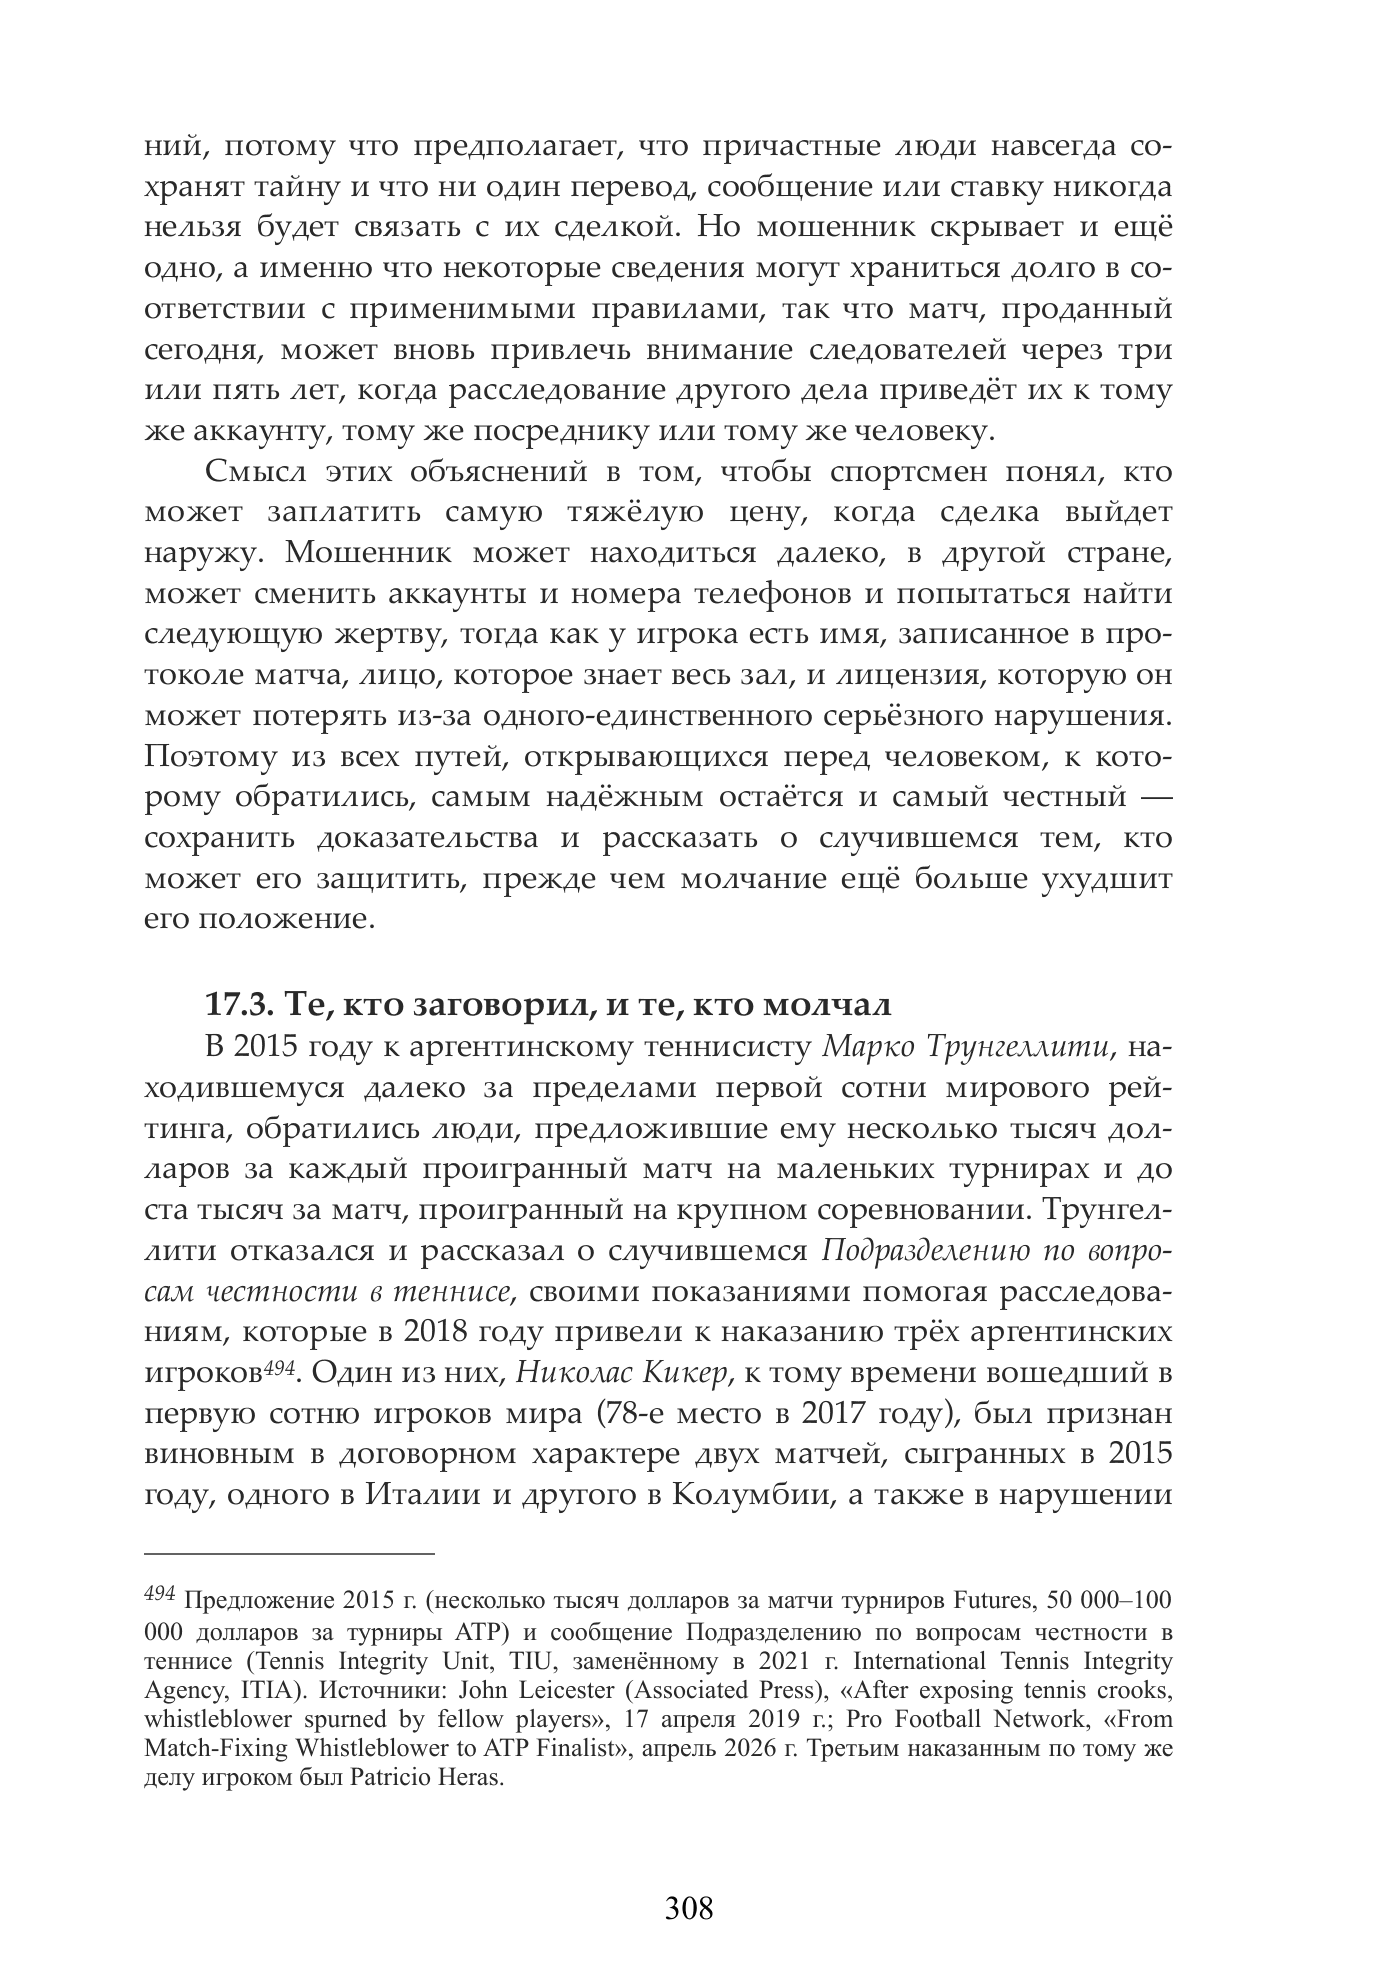 ний, потому что предполагает, что причастные люди навсегда со-
хранят тайну и что ни один перевод, сообщение или ставку никогда
нельзя будет связать с их сделкой. Но мошенник скрывает и ещё
одно, а именно что некоторые сведения могут храниться долго в со-
ответствии с применимыми правилами, так что матч, проданный
сегодня, может вновь привлечь внимание следователей через три
или пять лет, когда расследование другого дела приведёт их к тому
же аккаунту, тому же посреднику или тому же человеку.
Смысл этих объяснений в том, чтобы спортсмен понял, кто
может заплатить самую тяжёлую цену, когда сделка выйдет
наружу. Мошенник может находиться далеко, в другой стране,
может сменить аккаунты и номера телефонов и попытаться найти
следующую жертву, тогда как у игрока есть имя, записанное в про-
токоле матча, лицо, которое знает весь зал, и лицензия, которую он
может потерять из-за одного-единственного серьёзного нарушения.
Поэтому из всех путей, открывающихся перед человеком, к кото-
рому обратились, самым надёжным остаётся и самый честный —
сохранить доказательства и рассказать о случившемся тем, кто
может его защитить, прежде чем молчание ещё больше ухудшит
его положение.
17.3. Те, кто заговорил, и те, кто молчал
В 2015 году к аргентинскому теннисисту Марко Трунгеллити, на-
ходившемуся далеко за пределами первой сотни мирового рей-
тинга, обратились люди, предложившие ему несколько тысяч дол-
ларов за каждый проигранный матч на маленьких турнирах и до
ста тысяч за матч, проигранный на крупном соревновании. Трунгел-
лити отказался и рассказал о случившемся Подразделению по вопро-
сам честности в теннисе, своими показаниями помогая расследова-
ниям, которые в 2018 году привели к наказанию трёх аргентинских
игроков494. Один из них, Николас Кикер, к тому времени вошедший в
первую сотню игроков мира (78-е место в 2017 году), был признан
виновным в договорном характере двух матчей, сыгранных в 2015
году, одного в Италии и другого в Колумбии, а также в нарушении
494 Предложение 2015 г. (несколько тысяч долларов за матчи турниров Futures, 50 000–100
000 долларов за турниры ATP) и сообщение Подразделению по вопросам честности в
теннисе (Tennis Integrity Unit, TIU, заменённому в 2021 г. International Tennis Integrity
Agency, ITIA). Источники: John Leicester (Associated Press), «After exposing tennis crooks,
whistleblower spurned by fellow players», 17 апреля 2019 г.; Pro Football Network, «From
Match-Fixing Whistleblower to ATP Finalist», апрель 2026 г. Третьим наказанным по тому же
делу игроком был Patricio Heras.
308